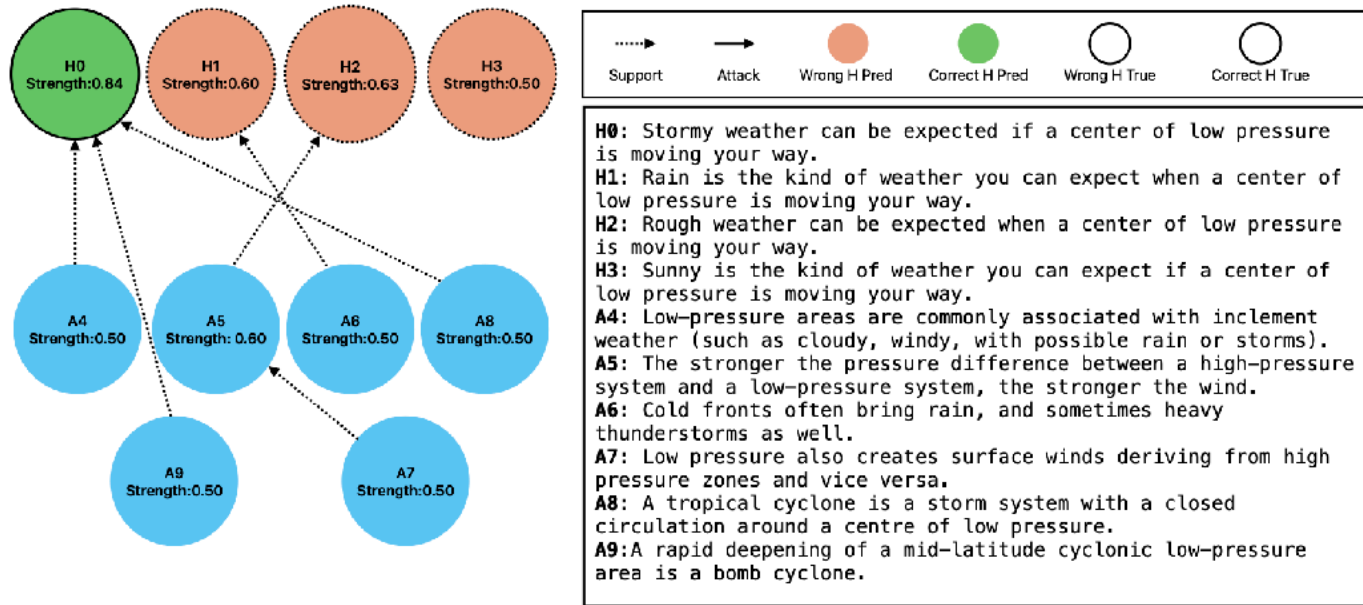 H0
Strength:0.84
H1
Strength:0.60
H2
Strength:0.63
H3
Strength:0.50
A4
Strength:0.50
A5
Strength: 0.60
A6
Strength:0.50
A8
Strength:0.50
A9
Strength:0.50
A7
Strength:0.50
Support
Attack
Wrong H Pred
Correct H Pred
Wrong H True
Correct H True
H0: Stormy weather can be expected if a center of low pressure
is moving your way.
H1: Rain is the kind of weather you can expect when a center of
low pressure is moving your way.
H2: Rough weather can be expected when a center of low pressure
is moving your way.
H3: Sunny is the kind of weather you can expect if a center of
low pressure is moving your way.
A4: Low-pressure areas are commonly associated with inclement
weather (such as cloudy, windy, with possible rain or storms).
A5: The stronger the pressure difference between a high-pressure
system and a low-pressure system, the stronger the wind.
A6: Cold fronts often bring rain, and sometimes heavy
thunderstorms as well.
A7: Low pressure also creates surface winds deriving from high
pressure zones and vice versa.
A8: A tropical cyclone is a storm system with a closed
circulation around a centre of low pressure.
A9:A rapid deepening of a mid-latitude cyclonic low-pressure
area is a bomb cyclone.